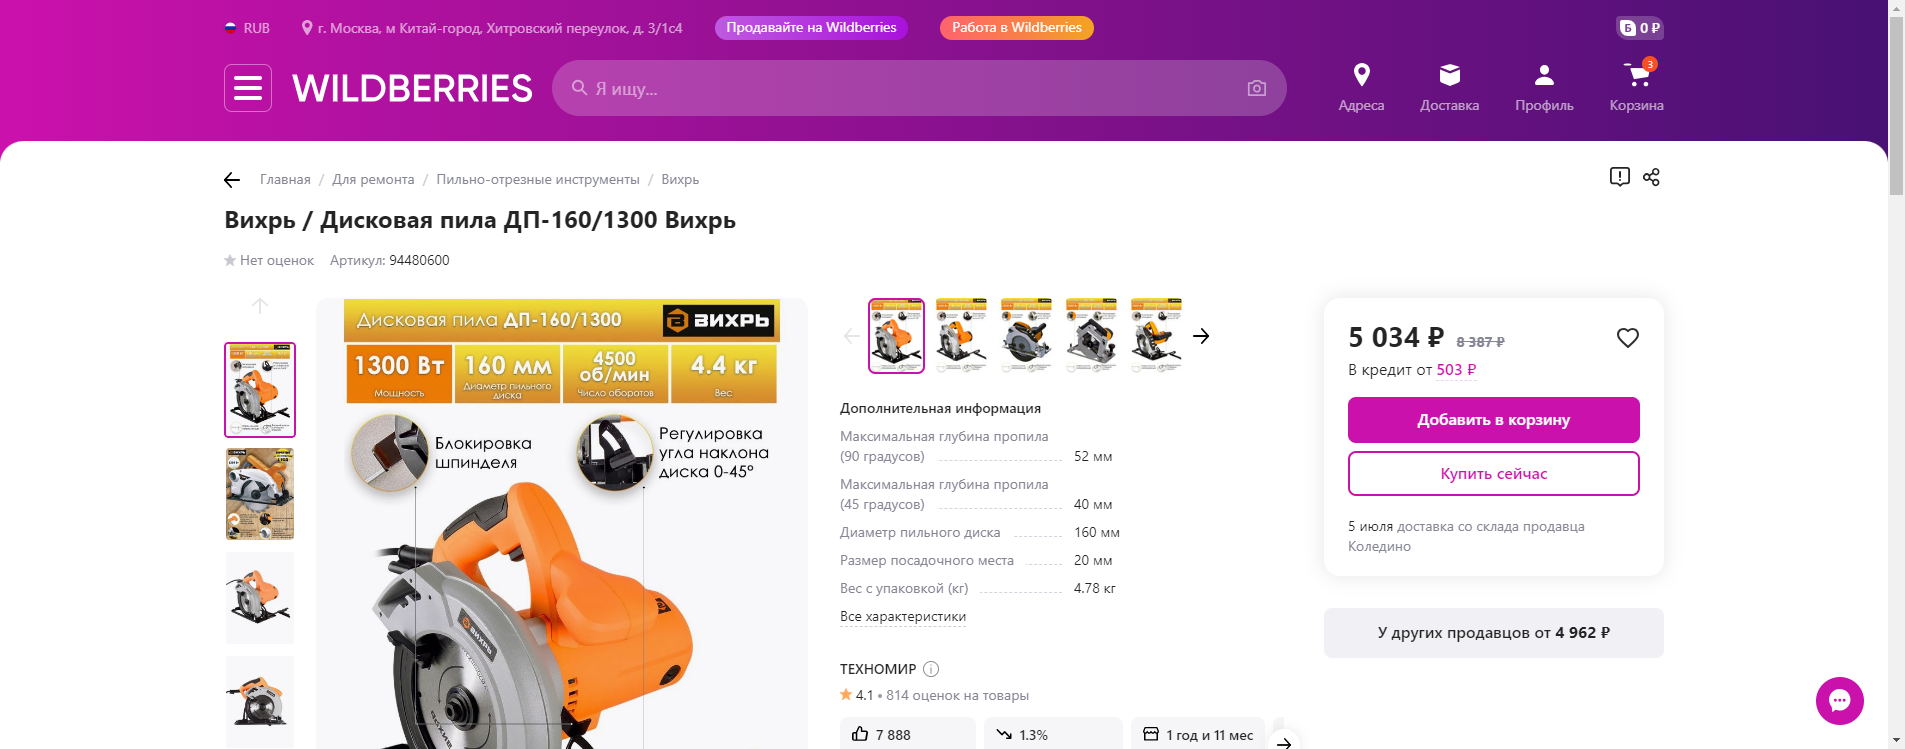 RUB
г. Москва, м Китай-город, Хитровский переулок, д. 3/1с4
Продавайте на Wildberries
Работа в Wildberries
Б 0 ₽
WILDBERRIES
Я ищу...
Адреса
Доставка
Профиль
3
Корзина
Главная / Для ремонта / Пильно-отрезные инструменты / Вихрь
Вихрь / Дисковая пила ДП-160/1300 Вихрь
Нет оценок
Артикул: 94480600
Дисковая пила ДП-160/1300
ВИХРЬ
1300 Вт
Мощность
160 мм
Диаметр пильного
диска
4500
об/мин
Число оборотов
4.4 кг
Вес
Блокировка
шпинделя
Регулировка
угла наклона
диска 0-45°
ВИХРЬ
Дополнительная информация
Максимальная глубина пропила
(90 градусов) 52 мм
Максимальная глубина пропила
(45 градусов) 40 мм
Диаметр пильного диска 160 мм
Размер посадочного места 20 мм
Вес с упаковкой (кг) 4.78 кг
Все характеристики
ТЕХНОМИР
4.1 • 814 оценок на товары
7 888
1.3%
1 год и 11 мес
5 034 ₽ 8 387 ₽
В кредит от 503 ₽
Добавить в корзину
Купить сейчас
5 июля доставка со склада продавца
Коледино
У других продавцов от 4 962 ₽